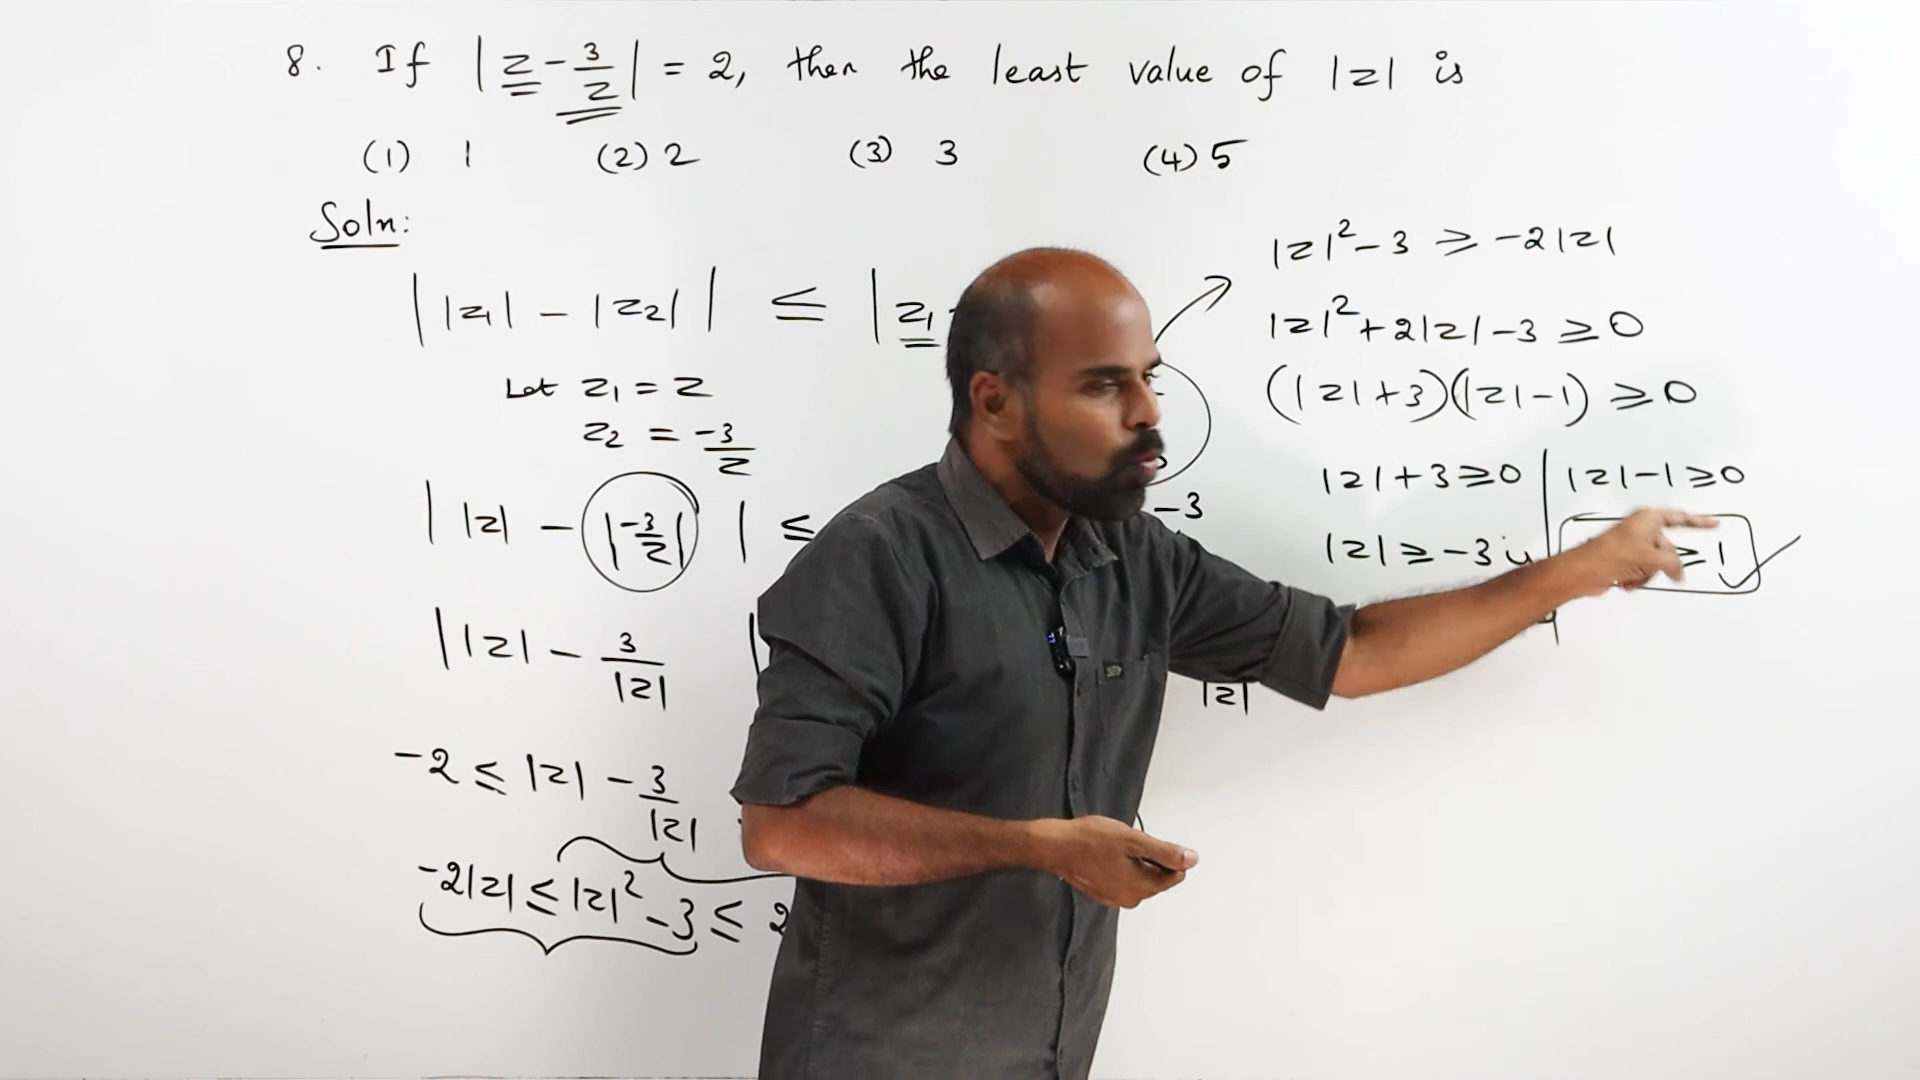 8. If |z - 3/z| = 2, then the least value of |z| is
(1) 1 (2) 2 (3) 3 (4) 5
Soln:
||z₁| - |z₂|| ≤ |z₁
Let z₁ = z
z₂ = -3/z
||z| - |-3/z|| ≤
||z| - 3/|z| |
-2 ≤ |z| - 3/|z|
-2|z| ≤ |z|² - 3 ≤ 2
-3
|z|
|z|² - 3 ≥ -2|z|
|z|² + 2|z| - 3 ≥ 0
(|z| + 3)(|z| - 1) ≥ 0
|z| + 3 ≥ 0 | |z| - 1 ≥ 0
|z| ≥ -3 | ≥ 1 ✓